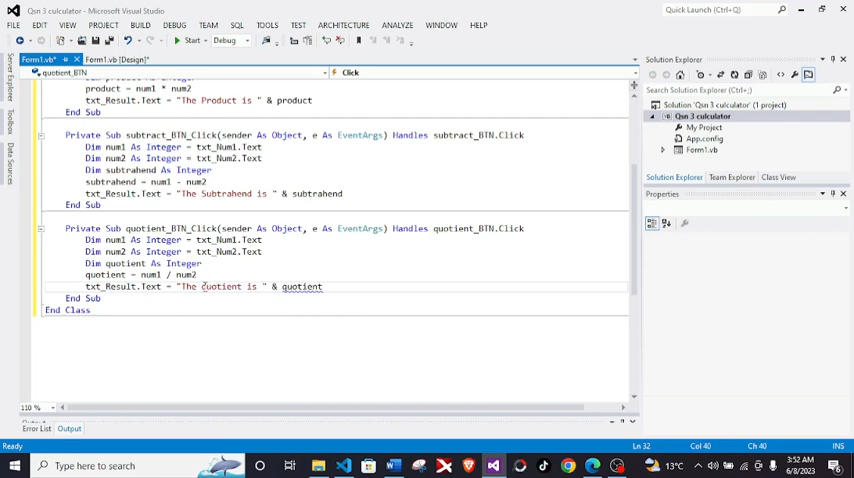 Qsn 3 culculator - Microsoft Visual Studio
Quick Launch (Ctrl+Q)
FILE EDIT VIEW PROJECT BUILD DEBUG TEAM SQL TOOLS TEST ARCHITECTURE ANALYZE WINDOW HELP
Start Debug
Form1.vb* Form1.vb [Design]*
quotient_BTN Click
Server Explorer
Toolbox
Data Sources
product = num1 * num2
txt_Result.Text = "The Product is " & product
End Sub
Private Sub subtract_BTN_Click(sender As Object, e As EventArgs) Handles subtract_BTN.Click
Dim num1 As Integer = txt_Num1.Text
Dim num2 As Integer = txt_Num2.Text
Dim subtrahend As Integer
subtrahend = num1 - num2
txt_Result.Text = "The Subtrahend is " & subtrahend
End Sub
Private Sub quotient_BTN_Click(sender As Object, e As EventArgs) Handles quotient_BTN.Click
Dim num1 As Integer = txt_Num1.Text
Dim num2 As Integer = txt_Num2.Text
Dim quotient As Integer
quotient = num1 / num2
txt_Result.Text = "The quotient is " & quotient
End Sub
End Class
110 %
Error List Output
Ready Ln 32 Col 40 Ch 40 INS
Solution Explorer
Search Solution Explorer (Ctrl+;)
Solution 'Qsn 3 culculator' (1 project)
Qsn 3 culculator
My Project
App.config
Form1.vb
Solution Explorer Team Explorer Class View
Properties
Type here to search
13°C
3:52 AM
6/8/2023